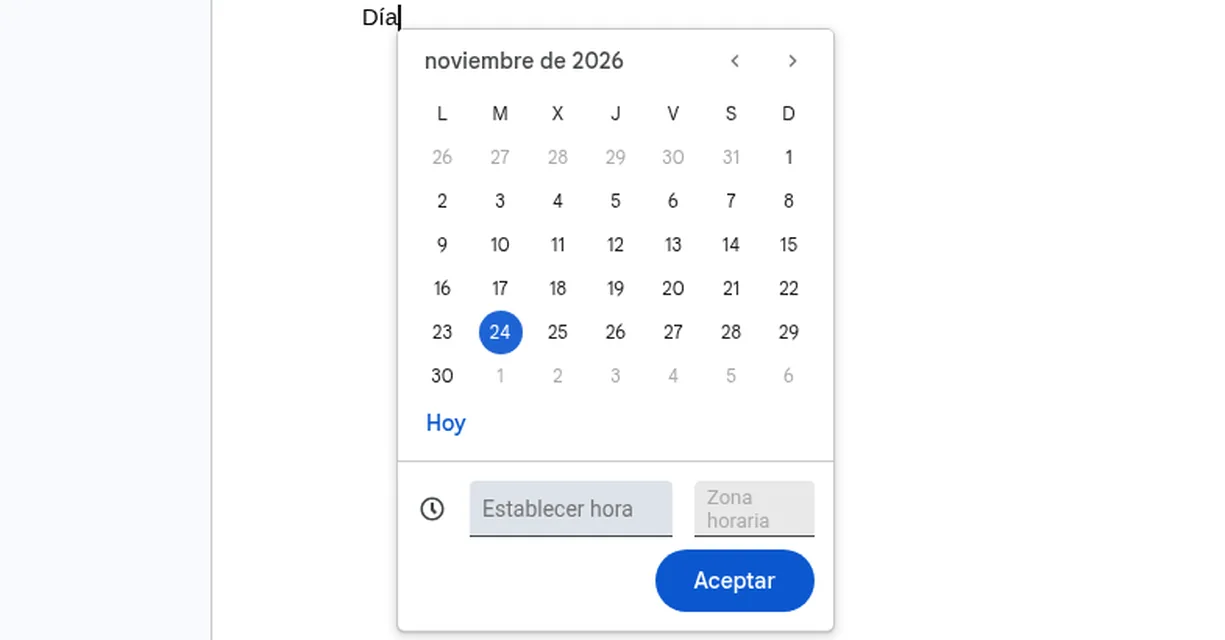 Día
noviembre de 2026
L M X J V S D
26 27 28 29 30 31 1
2 3 4 5 6 7 8
9 10 11 12 13 14 15
16 17 18 19 20 21 22
23 24 25 26 27 28 29
30 1 2 3 4 5 6
Hoy
Establecer hora
Zona
horaria
Aceptar